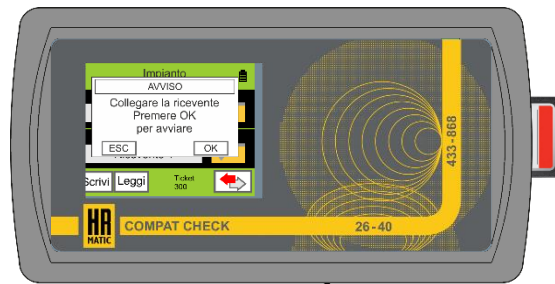 Impianto
AVVISO
Collegare la ricevente
Premere OK
per avviare
ESC
OK
Scrivi
Leggi
Ticket
300
433-868
HR
MATIC
COMPAT CHECK
26-40